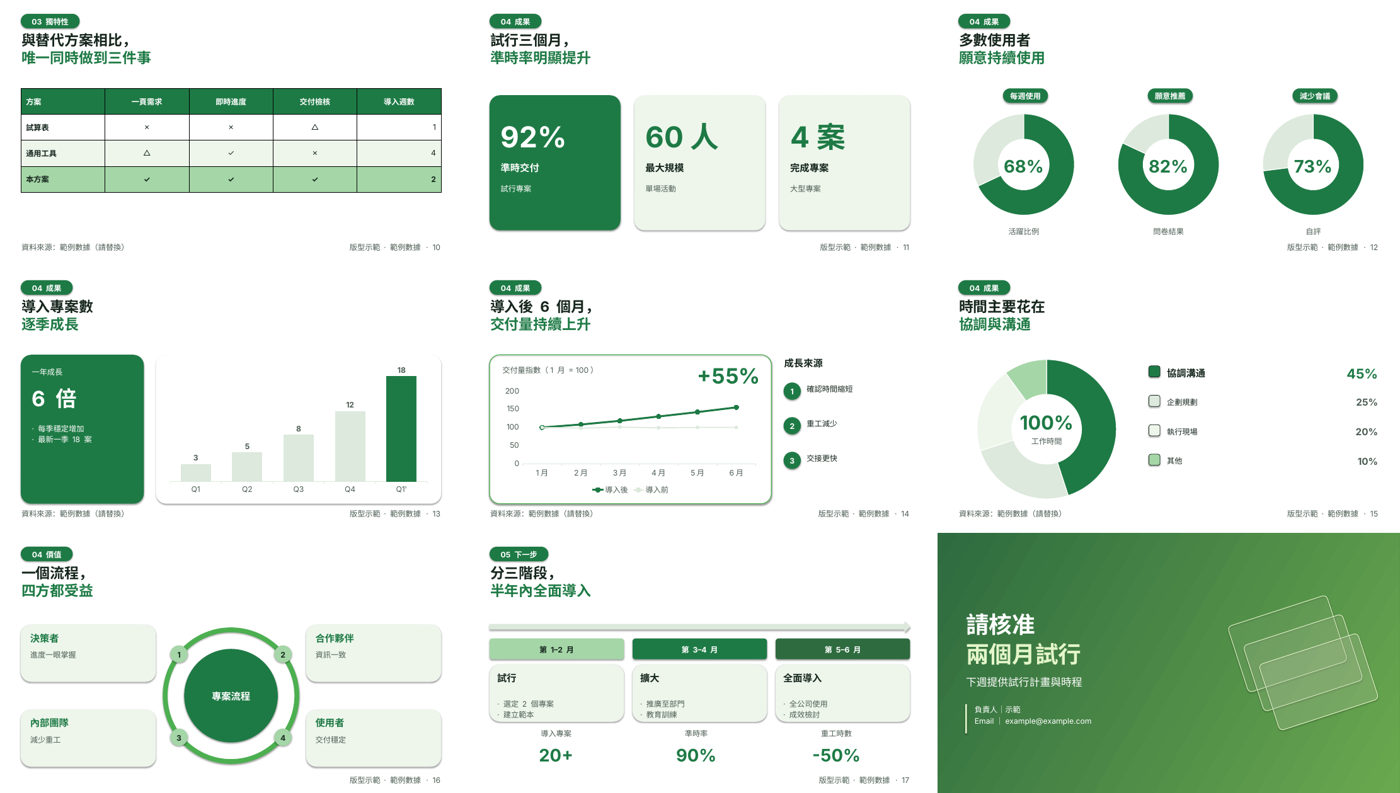 03 獨特性
與替代方案相比，
唯一同時做到三件事
方案 一頁需求 即時進度 交付檢核 導入週數
試算表 × × △ 1
通用工具 △ ✓ × 4
本方案 ✓ ✓ ✓ 2
資料來源：範例數據（請替換） 版型示範 · 範例數據 · 10
04 成果
試行三個月，
準時率明顯提升
92% 60 人 4 案
準時交付 最大規模 完成專案
試行專案 單場活動 大型專案
版型示範 · 範例數據 · 11
04 成果
多數使用者
願意持續使用
每週使用 願意推薦 減少會議
68% 82% 73%
活躍比例 問卷結果 自評
版型示範 · 範例數據 · 12
04 成果
導入專案數
逐季成長
一年成長
6 倍
· 每季穩定增加
· 最新一季 18 案
3 5 8 12 18
Q1 Q2 Q3 Q4 Q1'
資料來源：範例數據（請替換） 版型示範 · 範例數據 · 13
04 成果
導入後 6 個月，
交付量持續上升
交付量指數（1 月 = 100）
+55%
200
150
100
50
0
1 月 2 月 3 月 4 月 5 月 6 月
導入後 導入前
成長來源
1 確認時間縮短
2 重工減少
3 交接更快
資料來源：範例數據（請替換） 版型示範 · 範例數據 · 14
04 成果
時間主要花在
協調與溝通
100%
工作時間
協調溝通 45%
企劃規劃 25%
執行現場 20%
其他 10%
資料來源：範例數據（請替換） 版型示範 · 範例數據 · 15
04 價值
一個流程，
四方都受益
決策者
進度一眼掌握
合作夥伴
資訊一致
1 2
專案流程
3 4
內部團隊
減少重工
使用者
交付穩定
版型示範 · 範例數據 · 16
05 下一步
分三階段，
半年內全面導入
第 1–2 月 第 3–4 月 第 5–6 月
試行 擴大 全面導入
· 選定 2 個專案 · 推廣至部門 · 全公司使用
· 建立範本 · 教育訓練 · 成效檢討
導入專案 準時率 重工時數
20+ 90% -50%
版型示範 · 範例數據 · 17
請核准
兩個月試行
下週提供試行計畫與時程
負責人｜示範
Email ｜ example@example.com